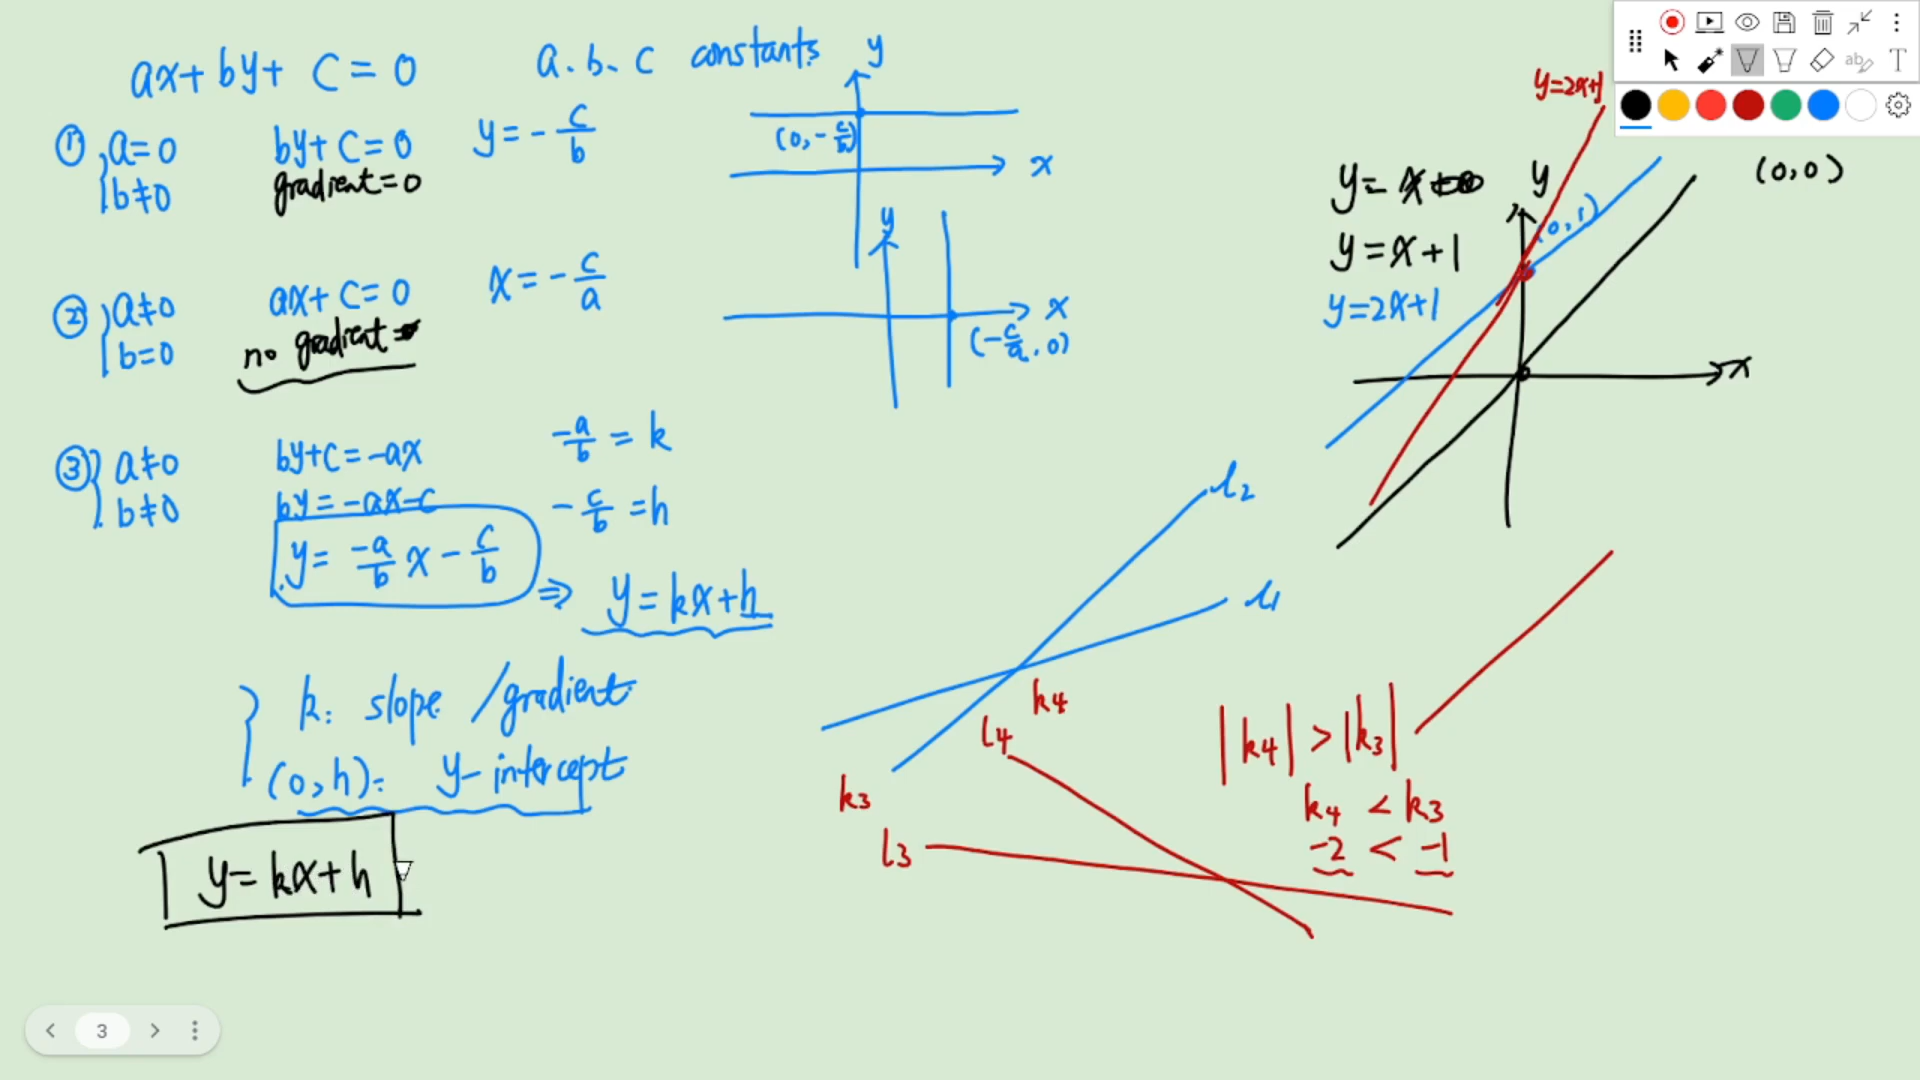 ax+by+c=0
a.b.c constants
① {a=0 b≠0
by+c=0
gradient=0
y=-c/b
y
(0,-c/b)
x
② {a≠0 b=0
ax+c=0
no gradient
x=-c/a
y
x
(-c/a,0)
③ {a≠0 b≠0
by+c=-ax
by=-ax-c
y=-a/b x-c/b
-a/b=k
-c/b=h
⇒ y=kx+h
{k: slope/gradient
(0,h): y-intercept
y=kx+h
y=2x+1
y=x+0
y=x+1
y=2x+1
y
(0,1)
(0,0)
x
l2
l1
k4
l4
k3
l3
|k4|>|k3|
k4<k3
-2<-1
3
ab
T